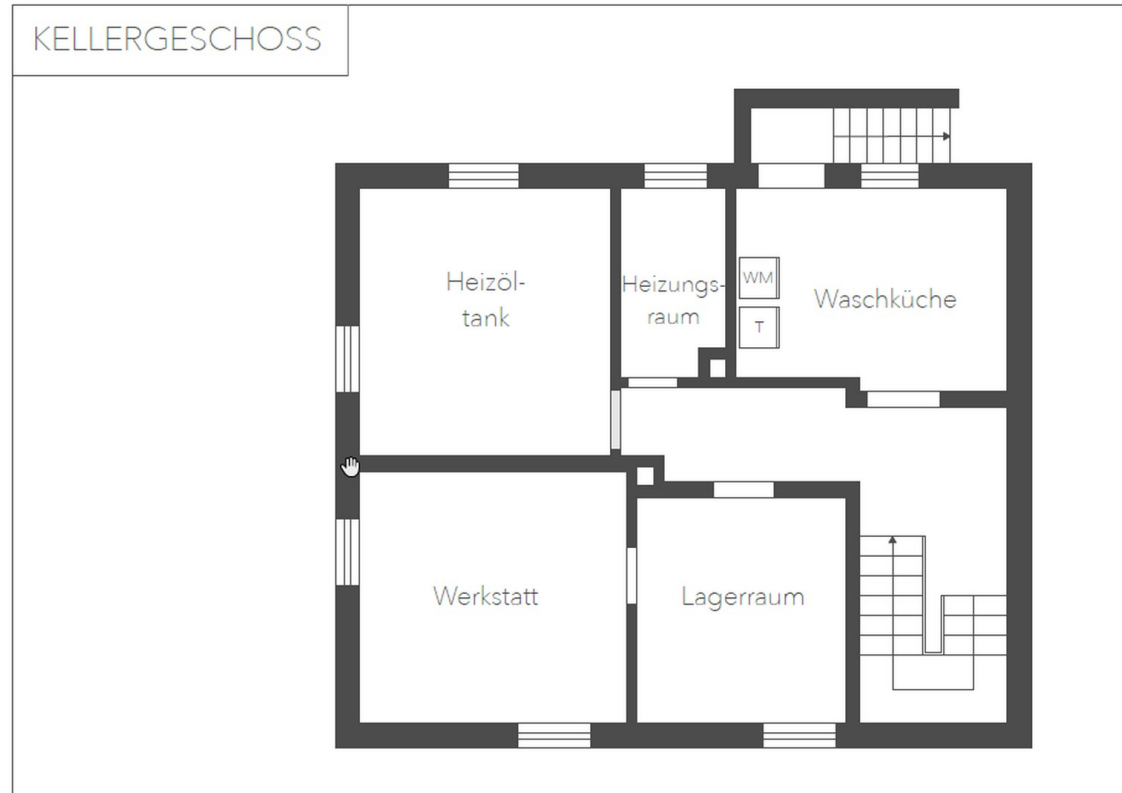 KELLERGESCHOSS
Heizöl-
tank
Heizungs-
raum
WM
T
Waschküche
Werkstatt
Lagerraum